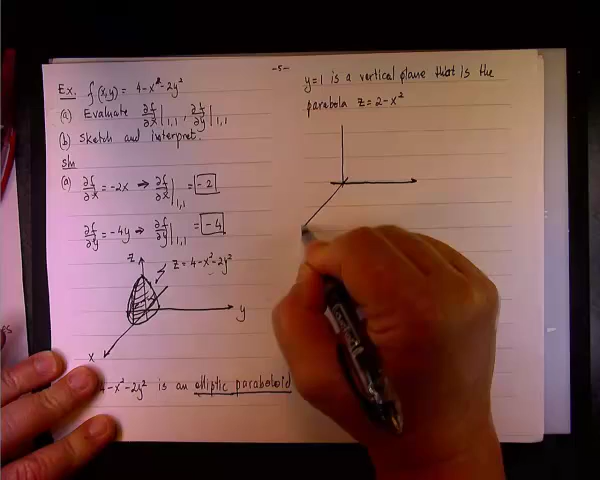 -5-
Ex. f(x,y) = 4-x²-2y²
(a) Evaluate ∂f/∂x|1,1 , ∂f/∂y|1,1
(b) Sketch and interpret.
Sln
(a) ∂f/∂x = -2x → ∂f/∂x|1,1 = -2
∂f/∂y = -4y → ∂f/∂y|1,1 = -4
z z = 4-x²-2y²
y
x
4-x²-2y² is an elliptic paraboloid
y=1 is a vertical plane that is the
parabola z = 2-x²